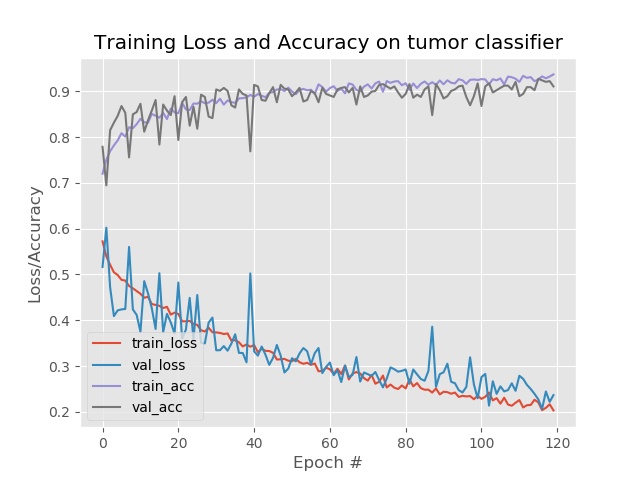 Training Loss and Accuracy on tumor classifier
0.9
0.8
0.7
0.6
0.5
0.4
0.3
0.2
Loss/Accuracy
train_loss
val_loss
train_acc
val_acc
0 20 40 60 80 100 120
Epoch #